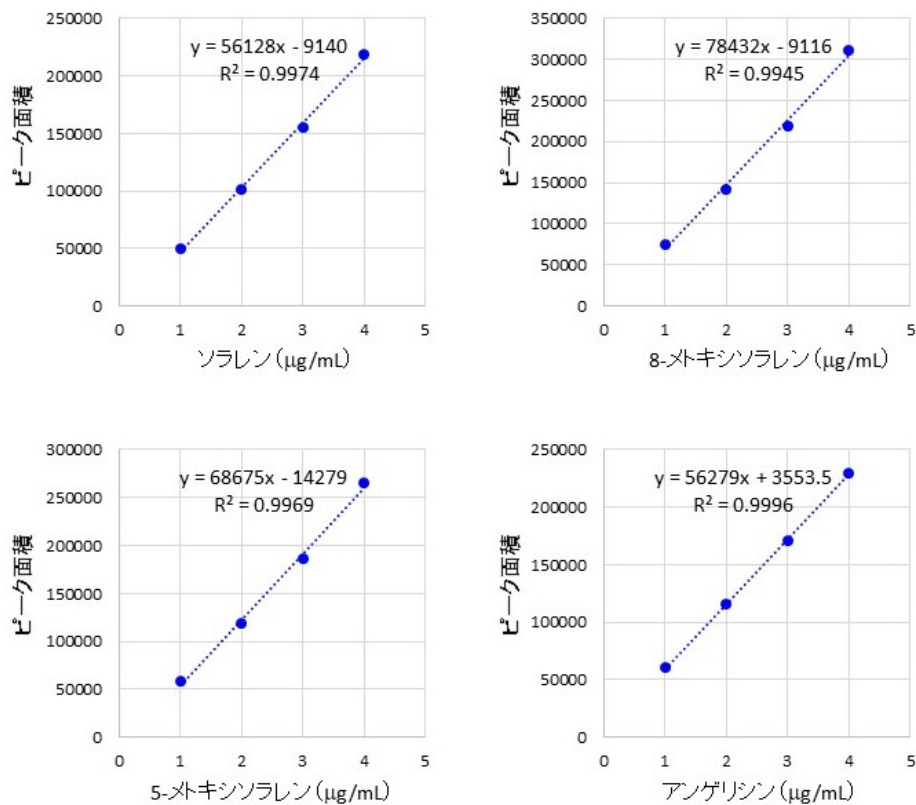 250000
200000
150000
100000
50000
0
ピーク面積
y = 56128x - 9140
R² = 0.9974
0 1 2 3 4 5
ソラレン(μg/mL)
350000
300000
250000
200000
150000
100000
50000
0
ピーク面積
y = 78432x - 9116
R² = 0.9945
0 1 2 3 4 5
8-メトキシソラレン(μg/mL)
300000
250000
200000
150000
100000
50000
0
ピーク面積
y = 68675x - 14279
R² = 0.9969
0 1 2 3 4 5
5-メトキシソラレン(μg/mL)
250000
200000
150000
100000
50000
0
ピーク面積
y = 56279x + 3553.5
R² = 0.9996
0 1 2 3 4 5
アンゲリシン(μg/mL)